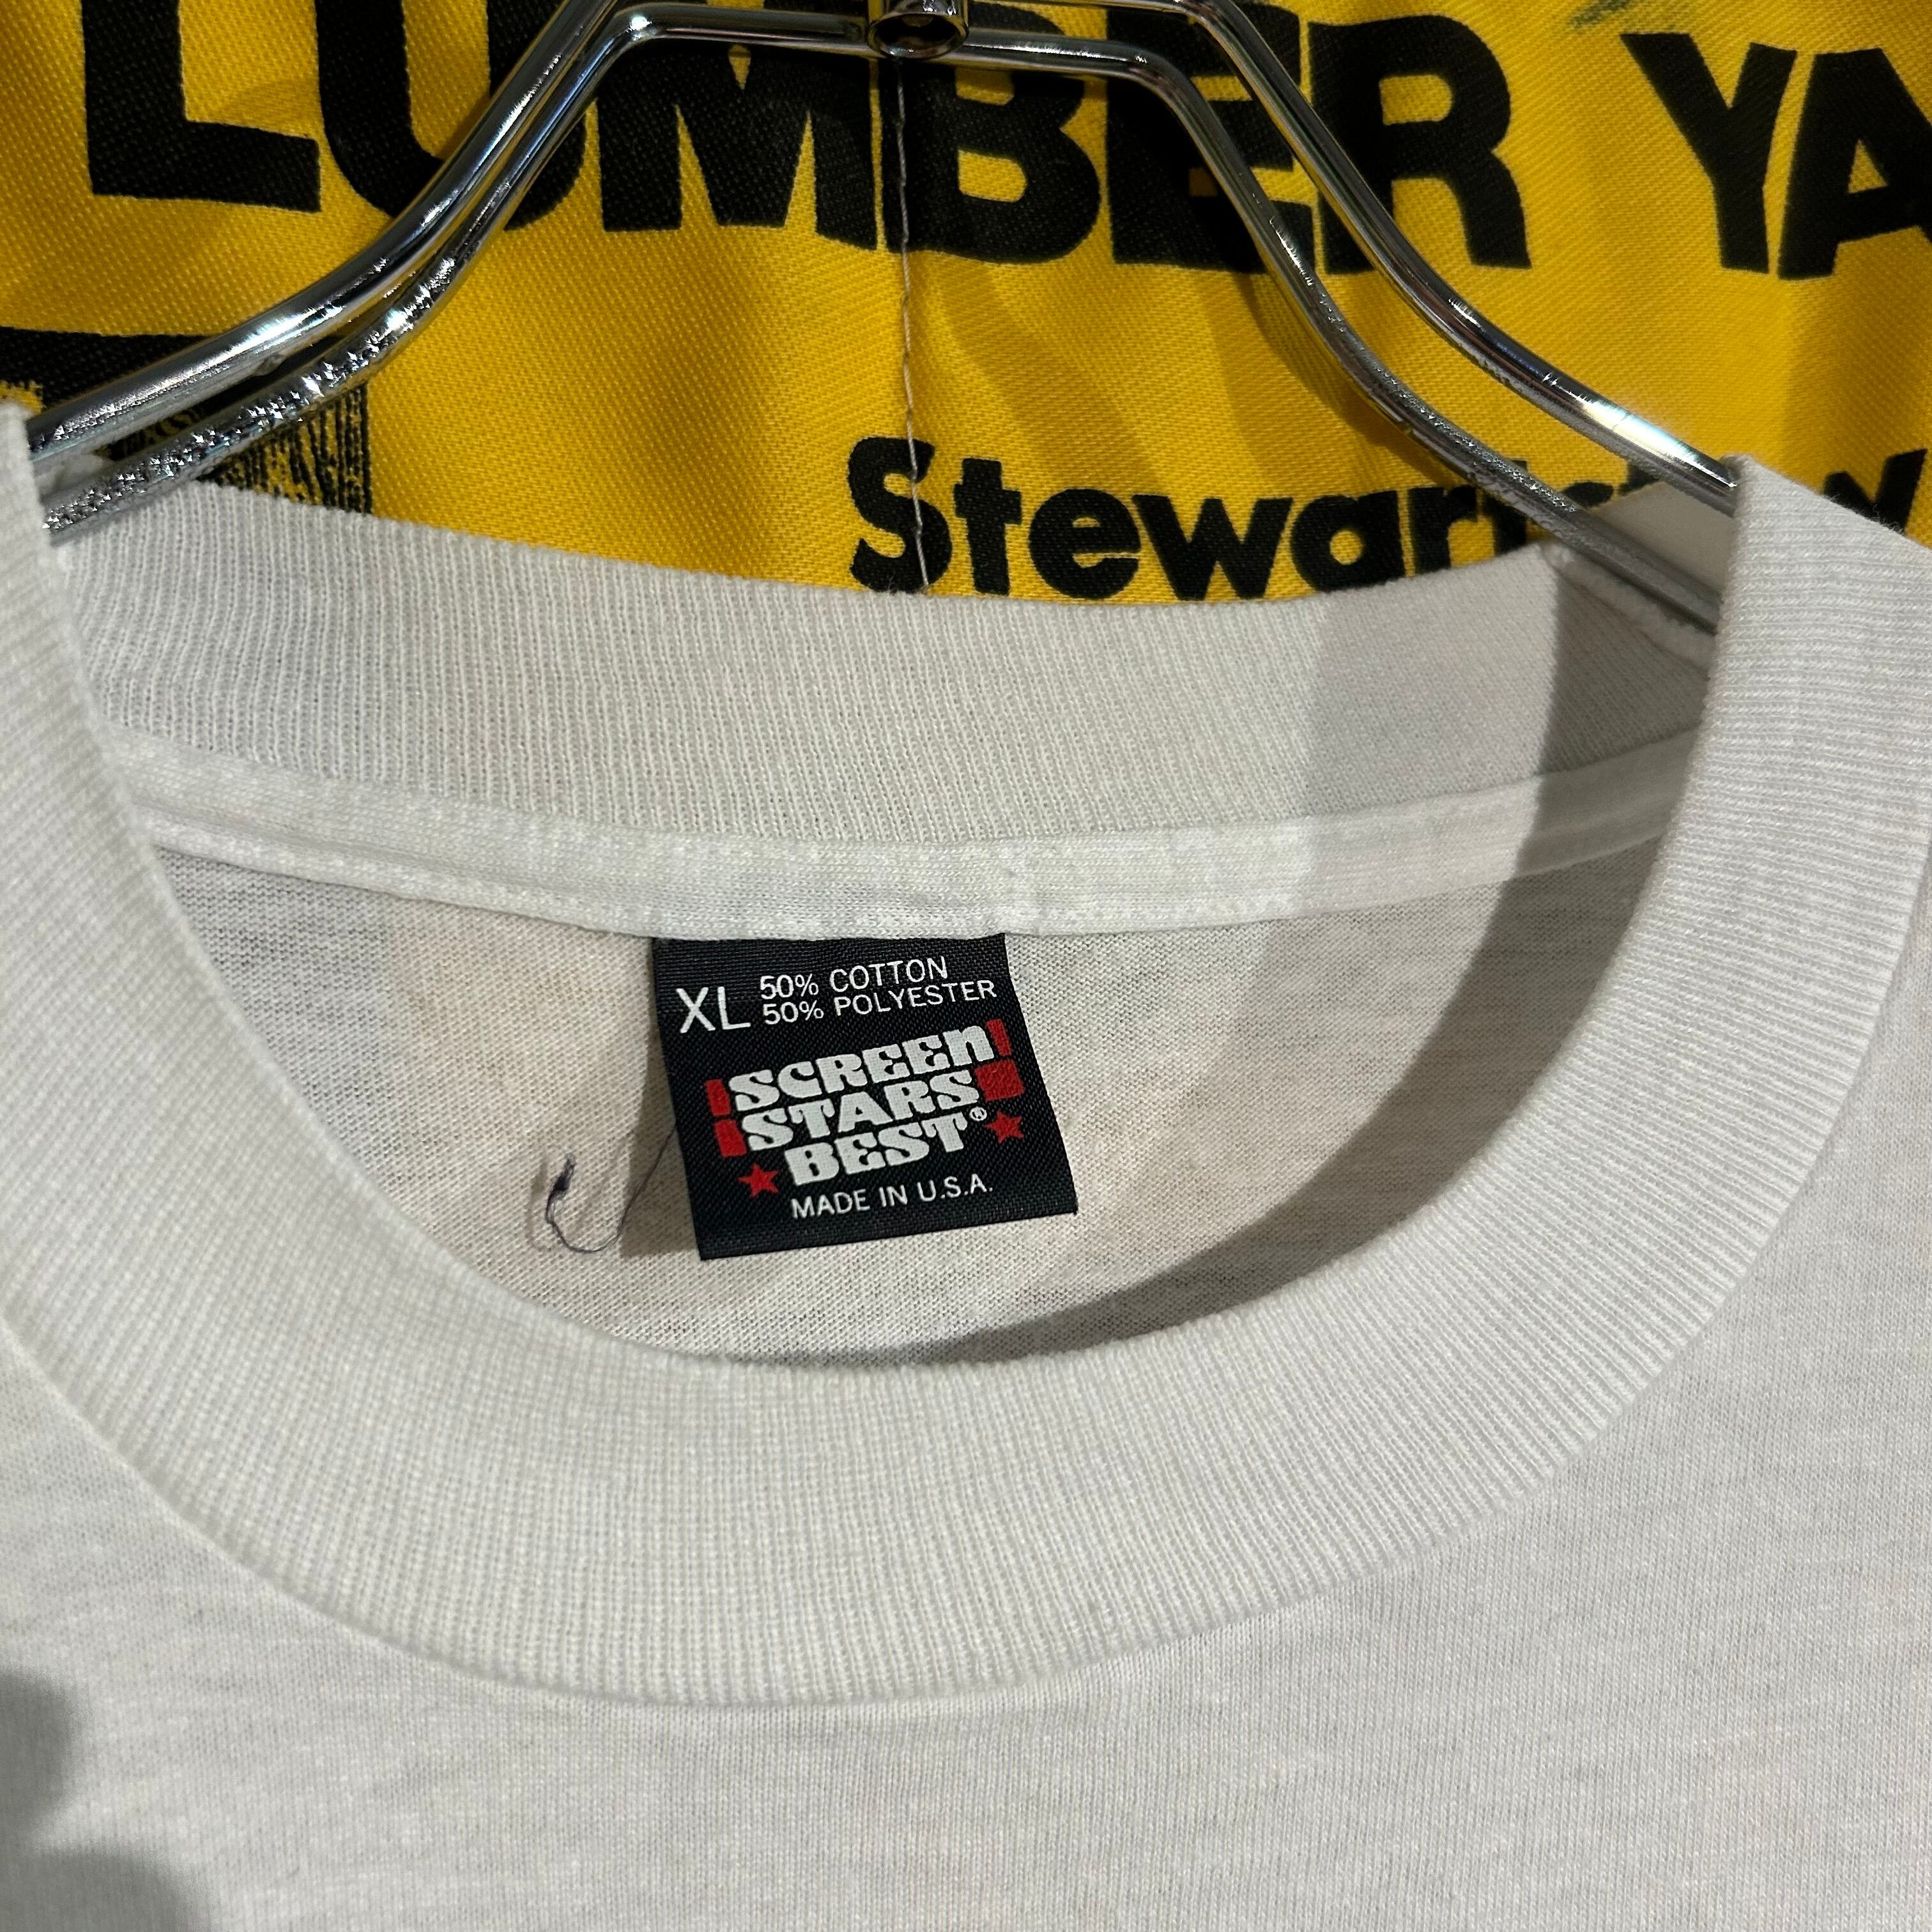 LUMBER YA
Stewart
XL 50% COTTON
50% POLYESTER
SCREEN
STARS
BEST®
MADE IN U.S.A.